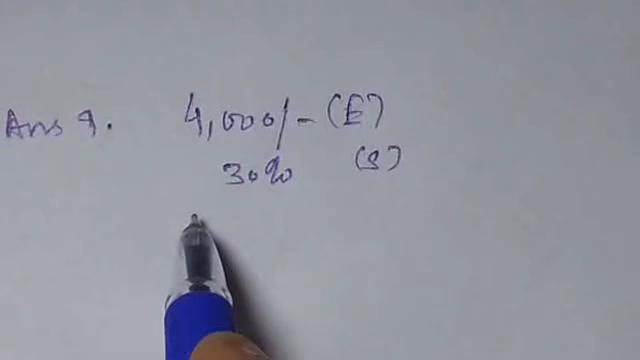 Ans 9. 4,000/- (E)
30% (S)